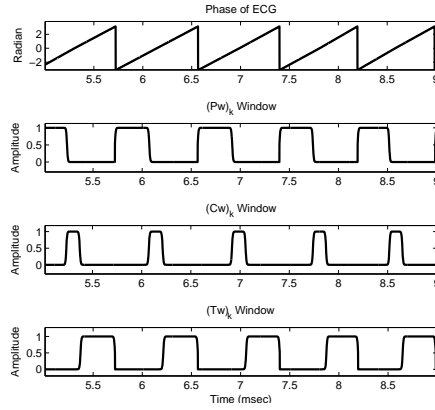 Phase of ECG
Radian
2
0
−2
5.5 6 6.5 7 7.5 8 8.5 9
(Pw)k Window
Amplitude
1
0.5
0
5.5 6 6.5 7 7.5 8 8.5 9
(Cw)k Window
Amplitude
1
0.5
0
5.5 6 6.5 7 7.5 8 8.5 9
(Tw)k Window
Amplitude
1
0.5
0
5.5 6 6.5 7 7.5 8 8.5 9
Time (msec)